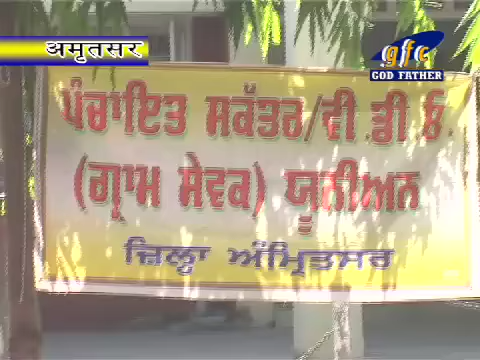 अमृतसर
gfc
GOD FATHER
ਪੰਚਾਇਤ ਸਕੱਤਰ/ਵੀ ਡੀ ਓ.
(ਗ੍ਰਾਮ ਸੇਵਕ) ਯੂਨੀਅਨ
ਜ਼ਿਲ੍ਹਾ ਅੰਮ੍ਰਿਤਸਰ